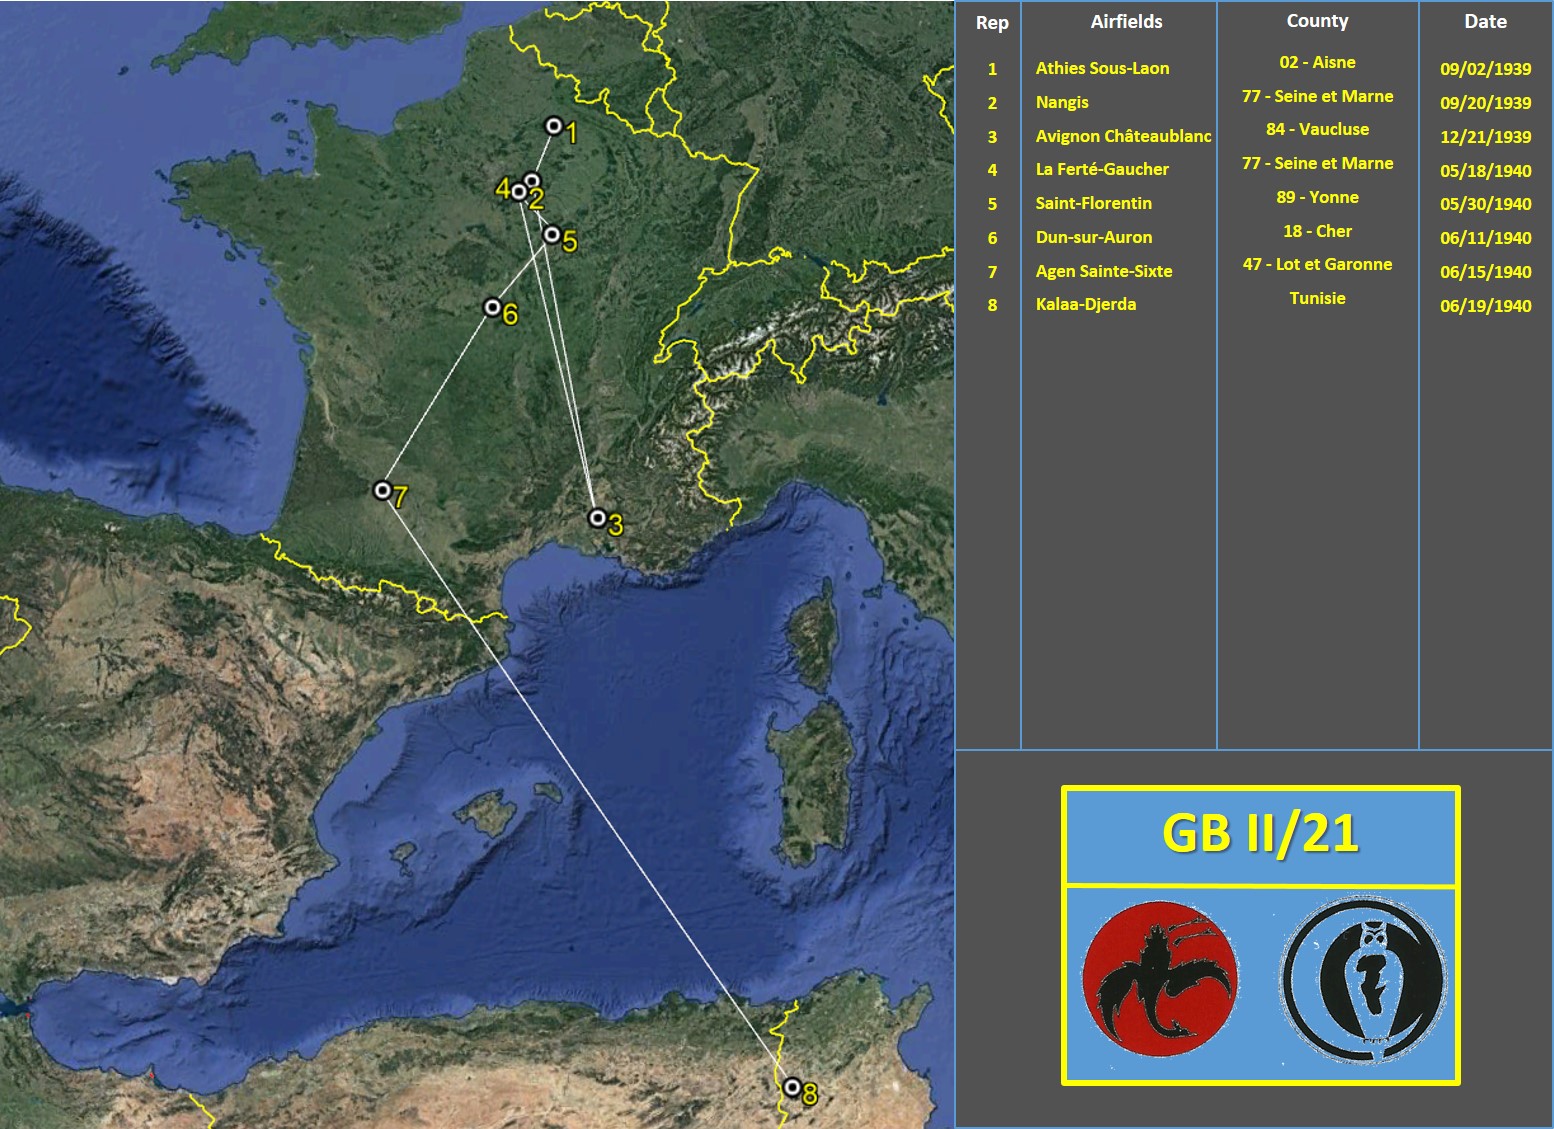 Rep Airfields County Date
1 Athies Sous-Laon 02 - Aisne 09/02/1939
2 Nangis 77 - Seine et Marne 09/20/1939
3 Avignon Châteaublanc 84 - Vaucluse 12/21/1939
4 La Ferté-Gaucher 77 - Seine et Marne 05/18/1940
5 Saint-Florentin 89 - Yonne 05/30/1940
6 Dun-sur-Auron 18 - Cher 06/11/1940
7 Agen Sainte-Sixte 47 - Lot et Garonne 06/15/1940
8 Kalaa-Djerda Tunisie 06/19/1940
1
4 2
5
6
7
3
8
GB II/21